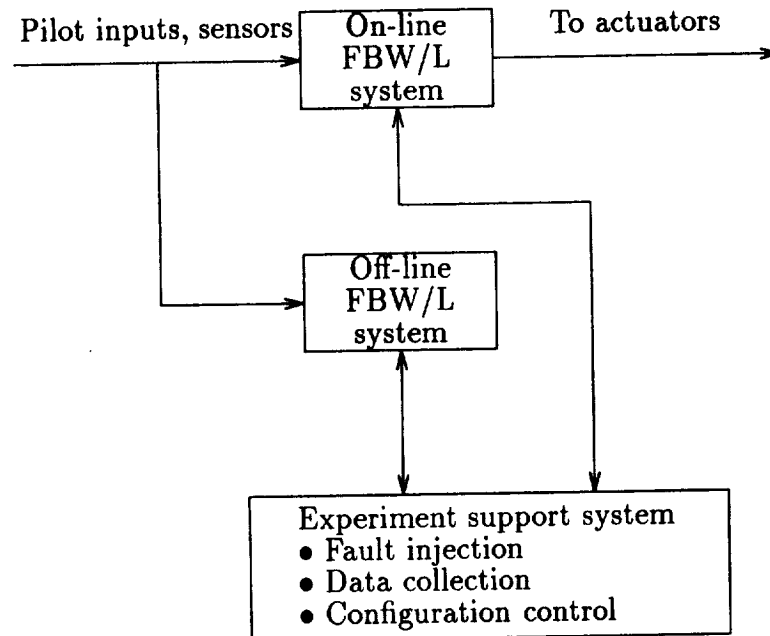 Pilot inputs, sensors
On-line
FBW/L
system
To actuators
Off-line
FBW/L
system
Experiment support system
● Fault injection
● Data collection
● Configuration control